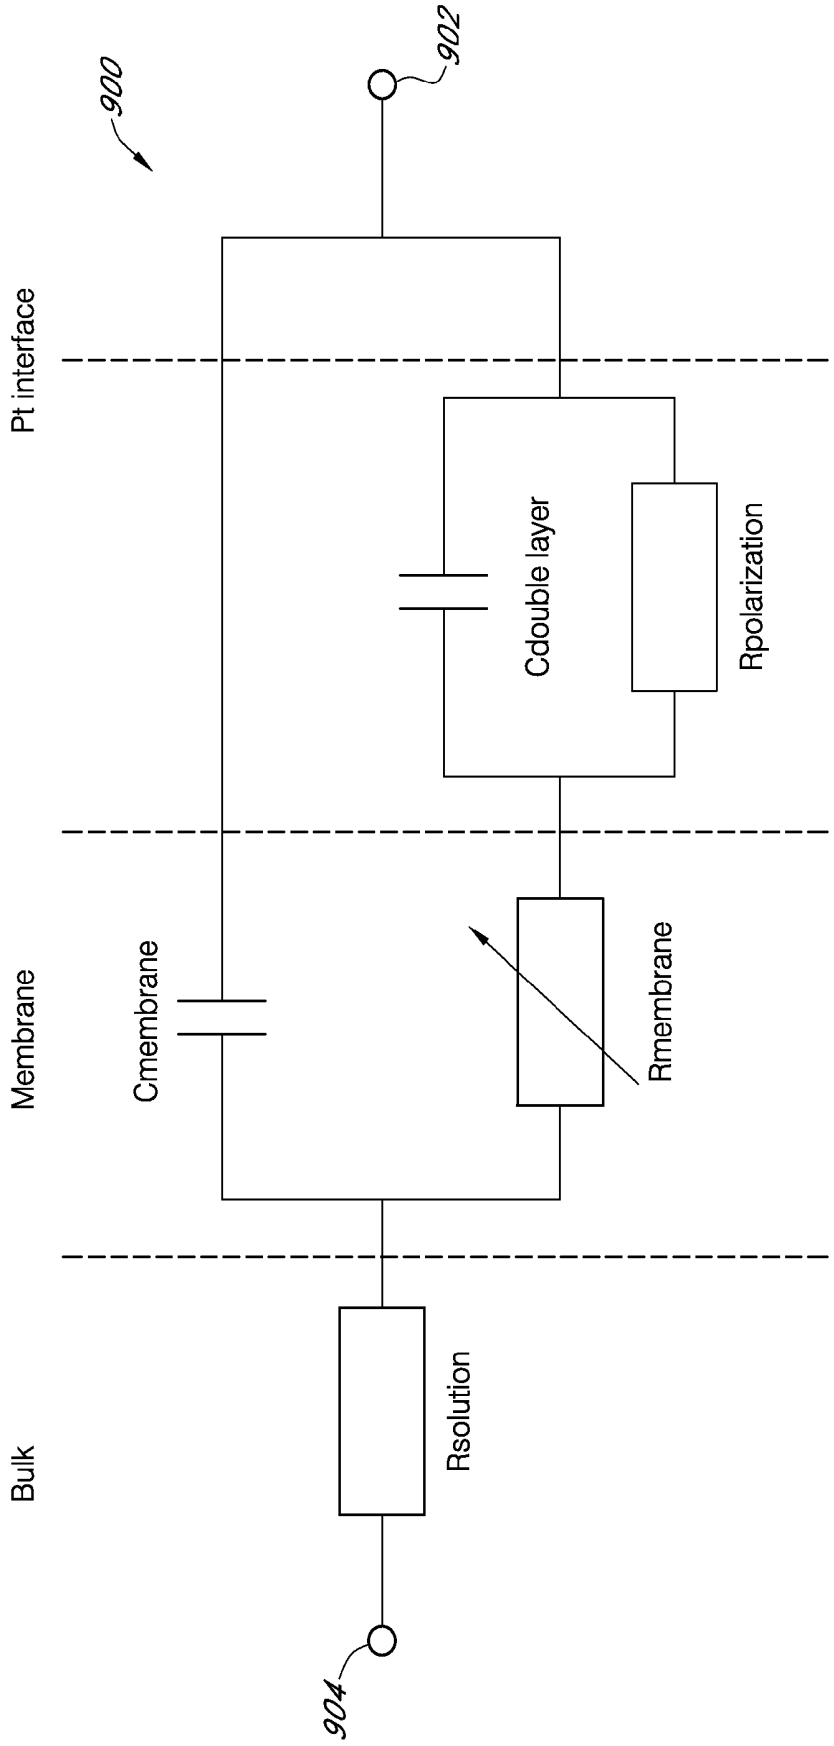 Bulk
Membrane
Pt interface
900
Cmembrane
902
904
Rsolution
Cdouble layer
Rmembrane
Rpolarization